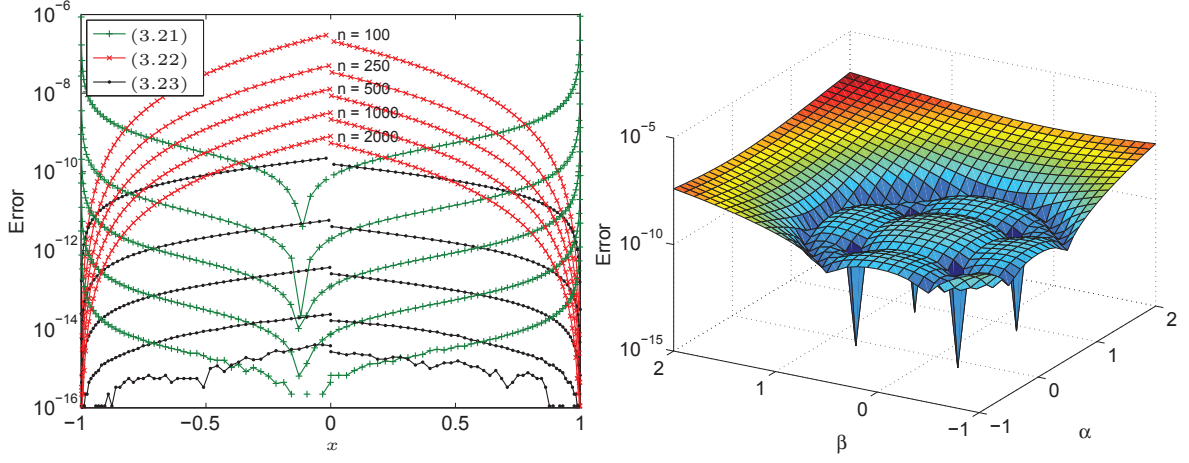 10^{-6}
(3.21)
(3.22)
(3.23)
n = 100
n = 250
n = 500
n = 1000
n = 2000
10^{-8}
10^{-10}
10^{-12}
10^{-14}
10^{-16}
Error
−1
−0.5
0
0.5
1
x
10^{-5}
10^{-10}
10^{-15}
Error
2
1
0
−1
β
−1
0
1
2
α